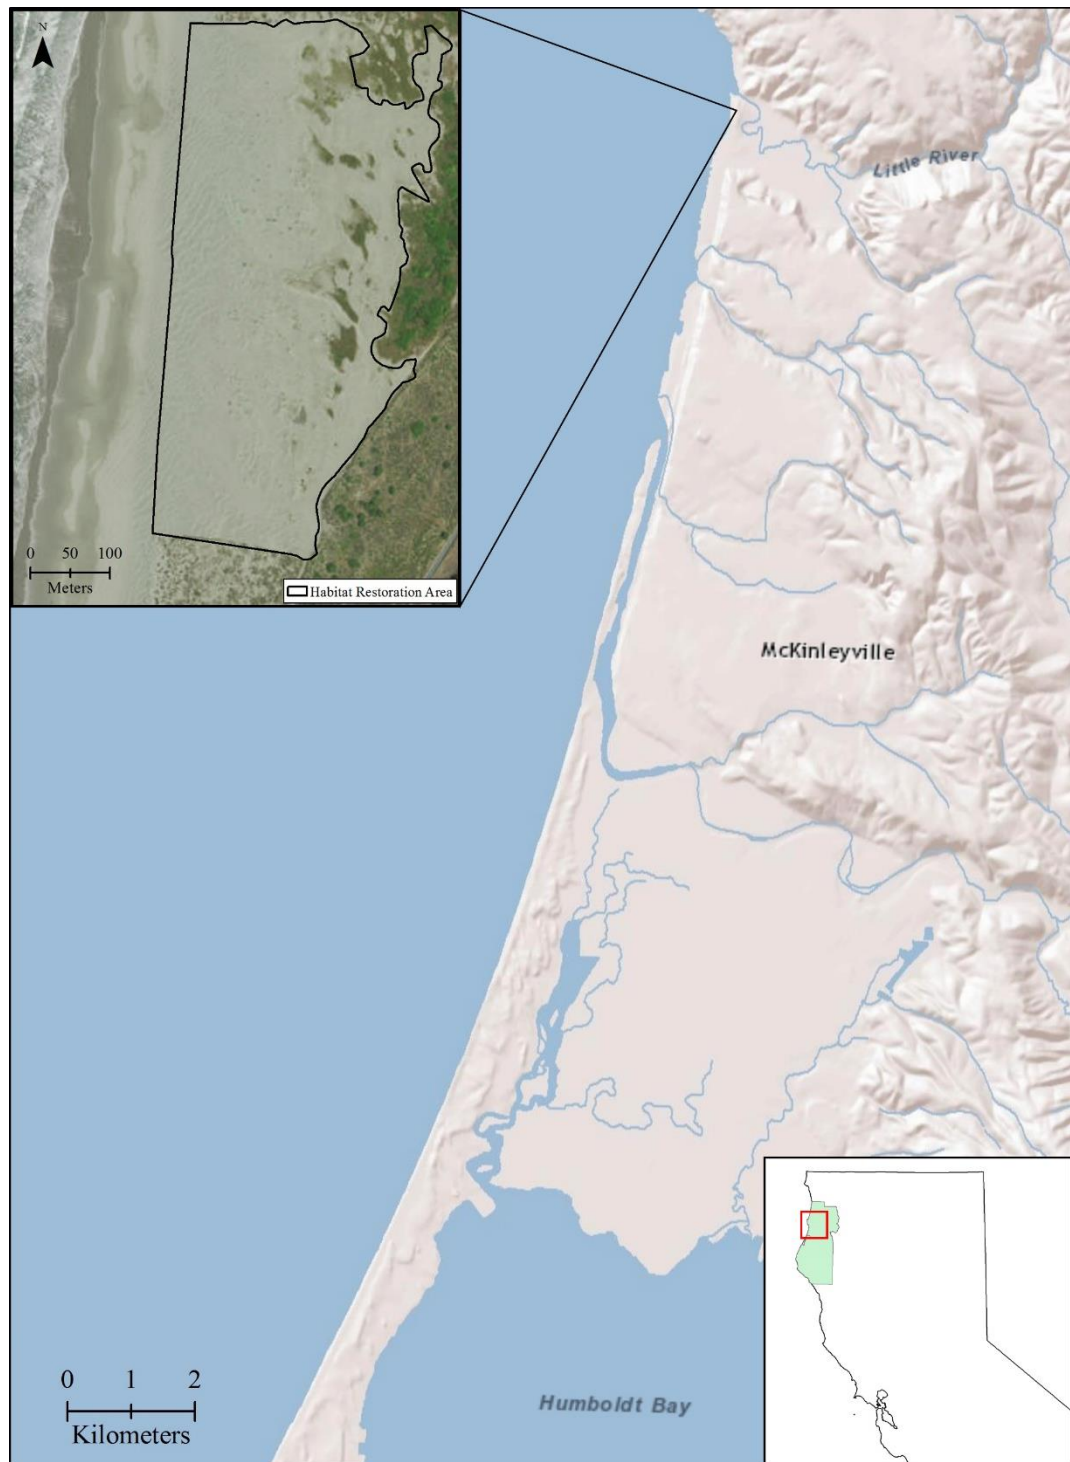 N
0 50 100
Meters
Habitat Restoration Area
Little River
McKinleyville
0 1 2
Kilometers
Humboldt Bay